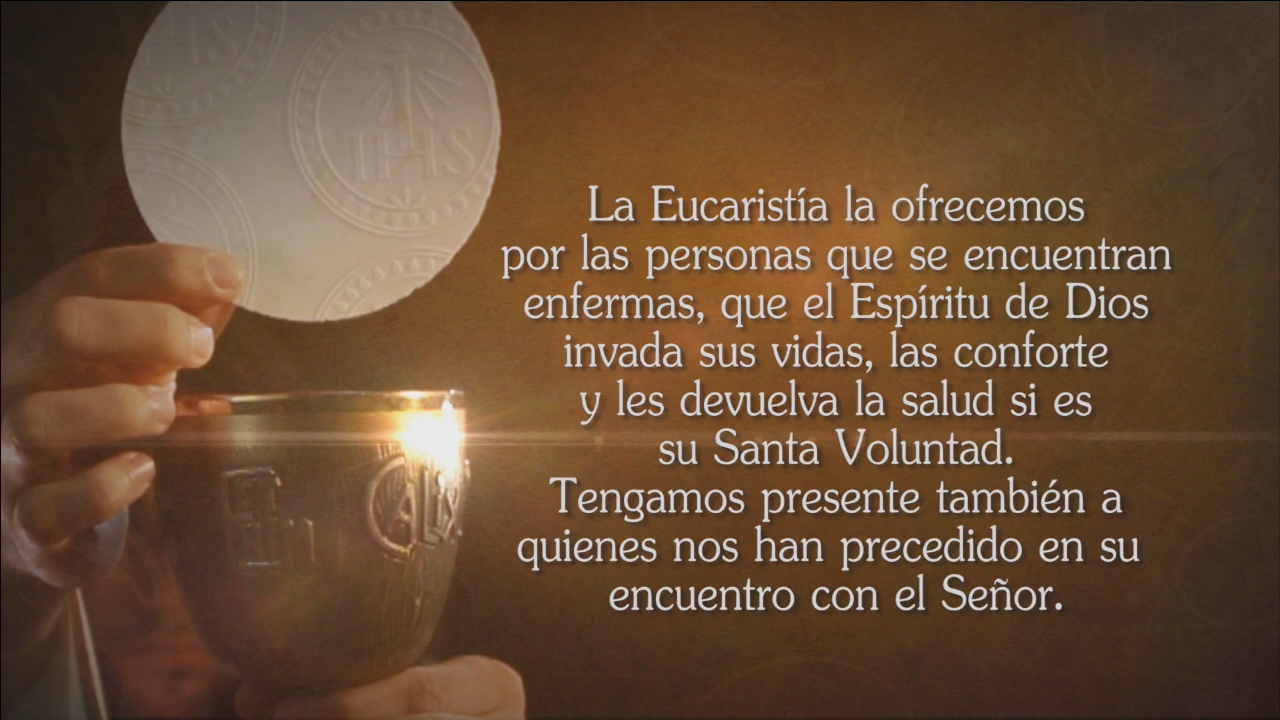 IHS
La Eucaristía la ofrecemos
por las personas que se encuentran
enfermas, que el Espíritu de Dios
invada sus vidas, las conforte
y les devuelva la salud si es
su Santa Voluntad.
Tengamos presente también a
quienes nos han precedido en su
encuentro con el Señor.